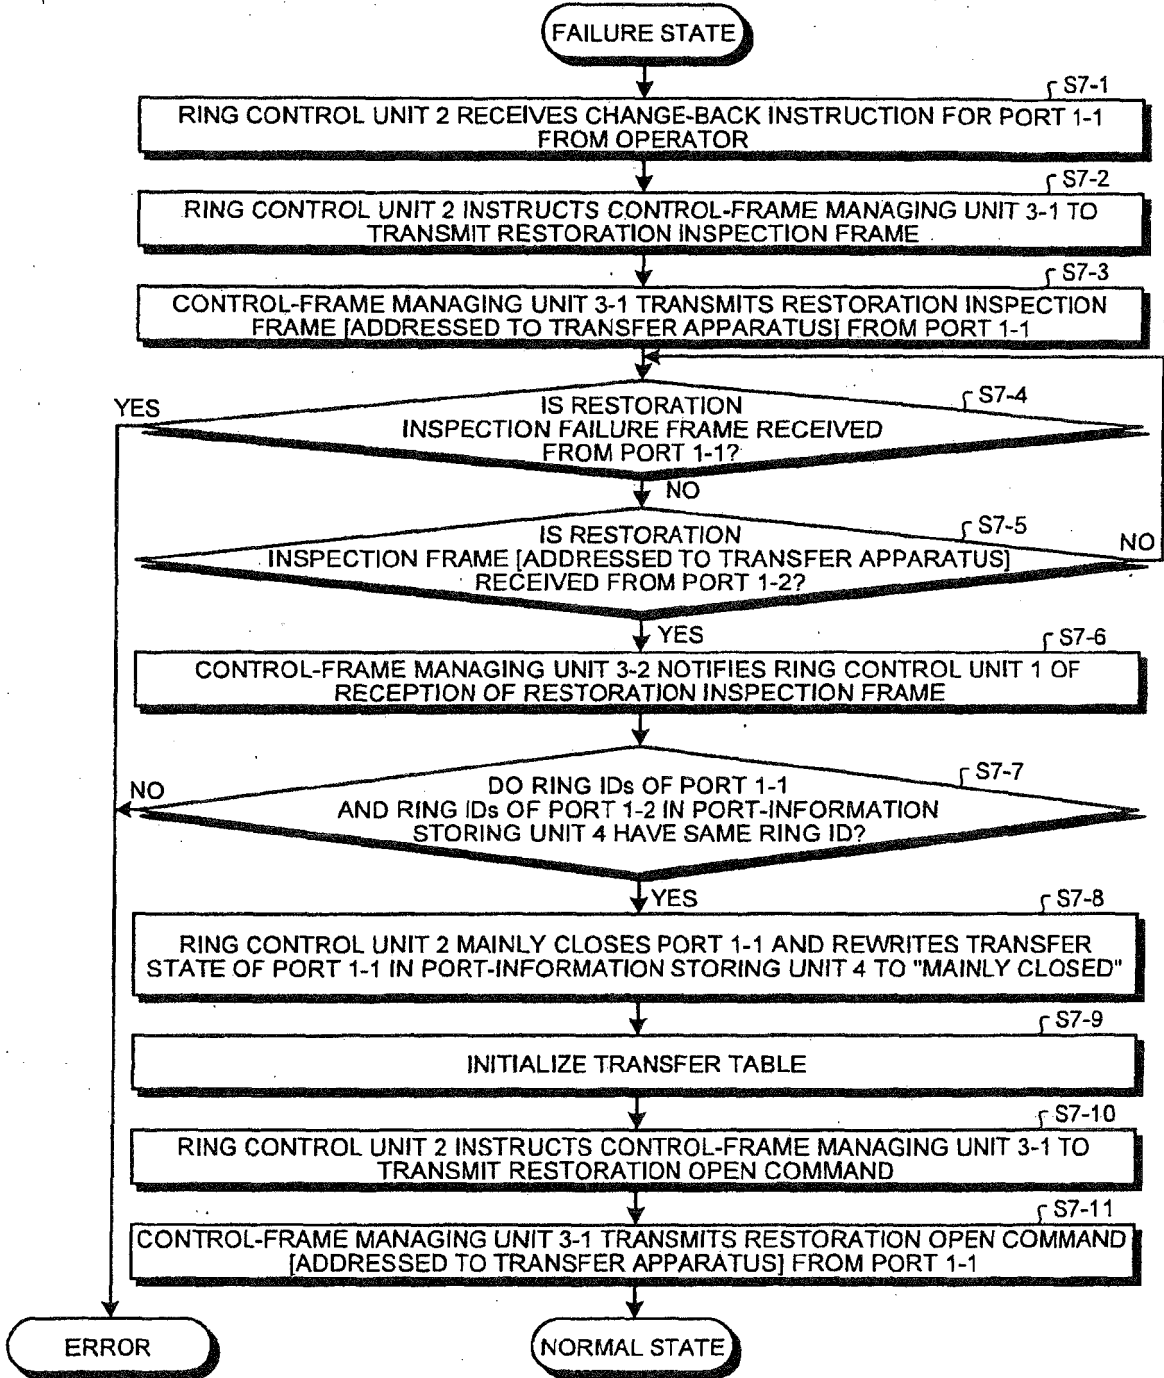 FAILURE STATE
S7-1
RING CONTROL UNIT 2 RECEIVES CHANGE-BACK INSTRUCTION FOR PORT 1-1
FROM OPERATOR
S7-2
RING CONTROL UNIT 2 INSTRUCTS CONTROL-FRAME MANAGING UNIT 3-1 TO
TRANSMIT RESTORATION INSPECTION FRAME
S7-3
CONTROL-FRAME MANAGING UNIT 3-1 TRANSMITS RESTORATION INSPECTION
FRAME [ADDRESSED TO TRANSFER APPARATUS] FROM PORT 1-1
S7-4
YES
IS RESTORATION
INSPECTION FAILURE FRAME RECEIVED
FROM PORT 1-1?
NO
S7-5
IS RESTORATION
INSPECTION FRAME [ADDRESSED TO TRANSFER APPARATUS]
RECEIVED FROM PORT 1-2?
NO
YES
S7-6
CONTROL-FRAME MANAGING UNIT 3-2 NOTIFIES RING CONTROL UNIT 1 OF
RECEPTION OF RESTORATION INSPECTION FRAME
S7-7
NO
DO RING IDs OF PORT 1-1
AND RING IDs OF PORT 1-2 IN PORT-INFORMATION
STORING UNIT 4 HAVE SAME RING ID?
YES
S7-8
RING CONTROL UNIT 2 MAINLY CLOSES PORT 1-1 AND REWRITES TRANSFER
STATE OF PORT 1-1 IN PORT-INFORMATION STORING UNIT 4 TO "MAINLY CLOSED"
S7-9
INITIALIZE TRANSFER TABLE
S7-10
RING CONTROL UNIT 2 INSTRUCTS CONTROL-FRAME MANAGING UNIT 3-1 TO
TRANSMIT RESTORATION OPEN COMMAND
S7-11
CONTROL-FRAME MANAGING UNIT 3-1 TRANSMITS RESTORATION OPEN COMMAND
[ADDRESSED TO TRANSFER APPARATUS] FROM PORT 1-1
ERROR
NORMAL STATE